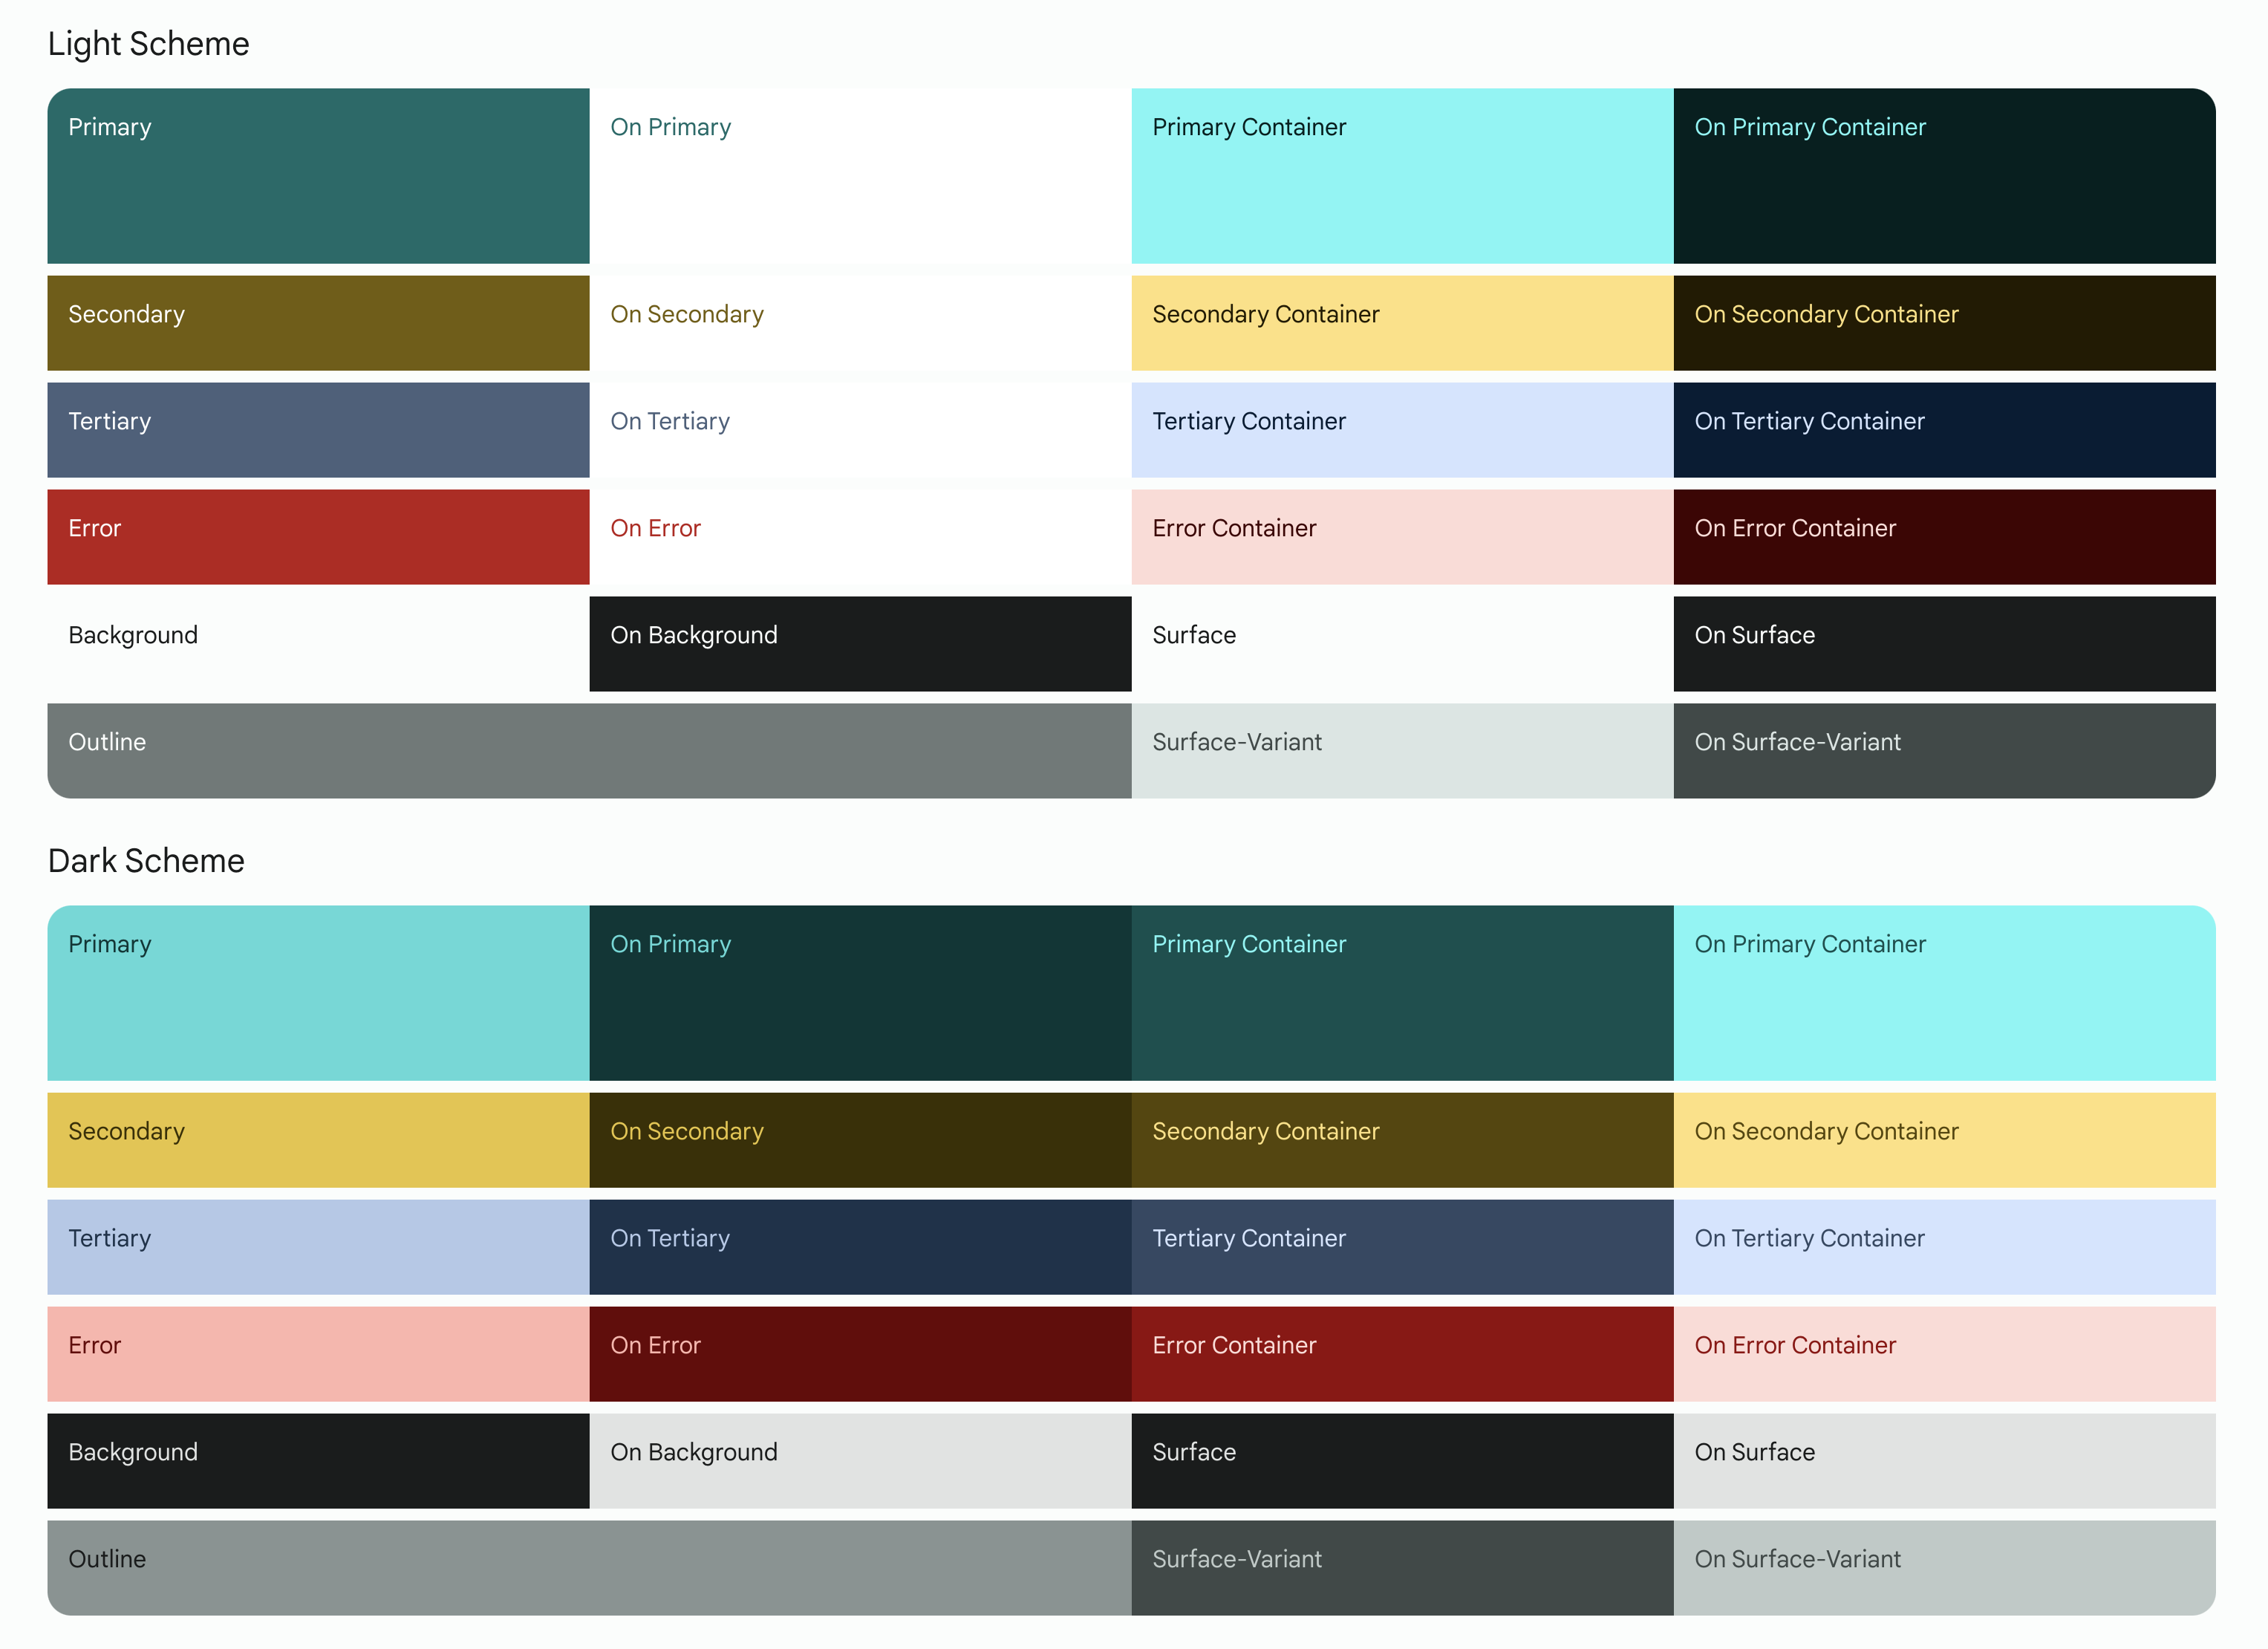 Light Scheme
Primary
On Primary
Primary Container
On Primary Container
Secondary
On Secondary
Secondary Container
On Secondary Container
Tertiary
On Tertiary
Tertiary Container
On Tertiary Container
Error
On Error
Error Container
On Error Container
Background
On Background
Surface
On Surface
Outline
Surface-Variant
On Surface-Variant
Dark Scheme
Primary
On Primary
Primary Container
On Primary Container
Secondary
On Secondary
Secondary Container
On Secondary Container
Tertiary
On Tertiary
Tertiary Container
On Tertiary Container
Error
On Error
Error Container
On Error Container
Background
On Background
Surface
On Surface
Outline
Surface-Variant
On Surface-Variant